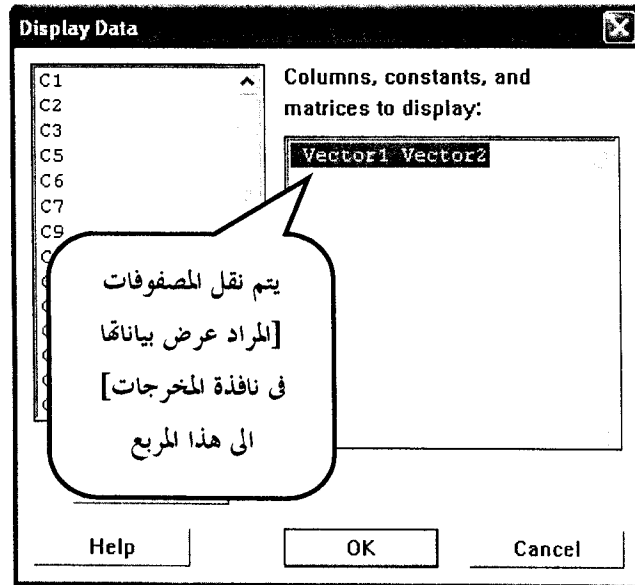 Display Data
C1
C2
C3
C5
C6
C7
C9
Columns, constants, and
matrices to display:
Vector1 Vector2
يتم نقل المصفوفات
[المراد عرض بياناتها
فى نافذة المخرجات]
الى هذا المربع
Help
OK
Cancel